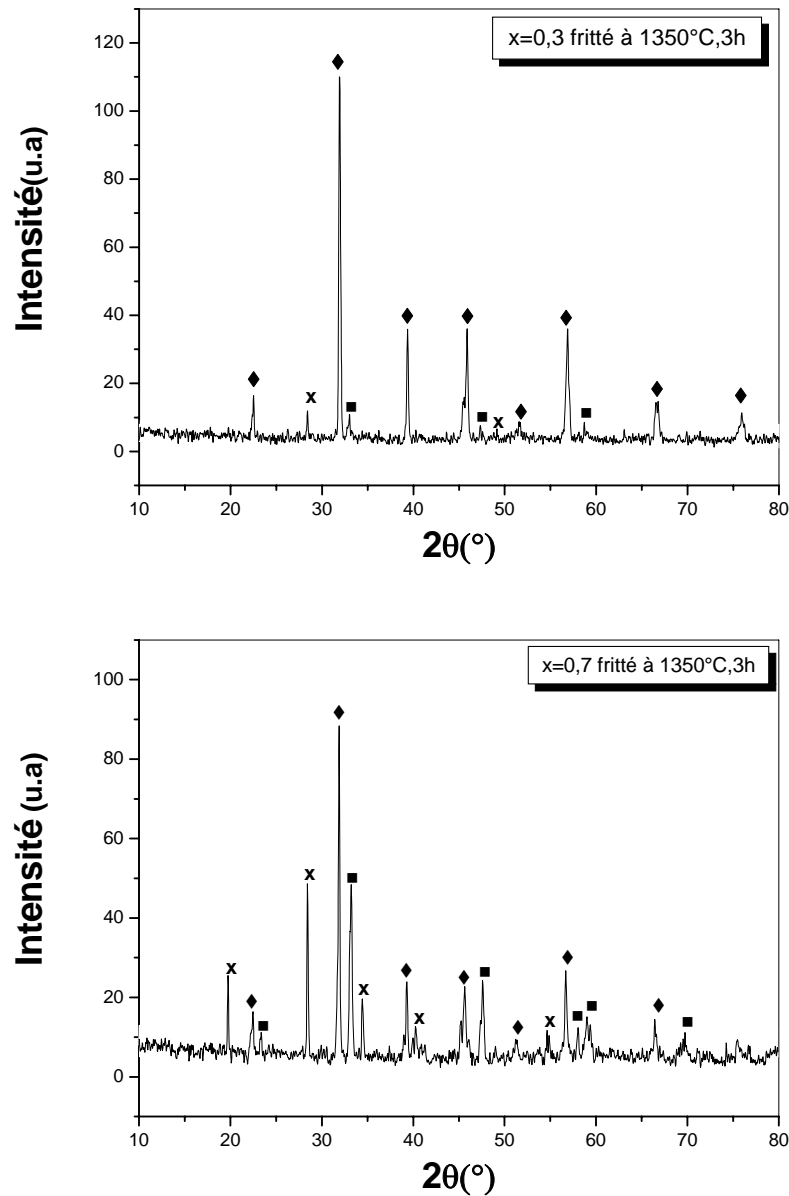 x=0,3 fritté à 1350°C,3h
Intensité(u.a)
120
100
80
60
40
20
0
x
x
10 20 30 40 50 60 70 80
2θ(°)
x=0,7 fritté à 1350°C,3h
Intensité (u.a)
100
80
60
40
20
0
x
x
x
x
x
10 20 30 40 50 60 70 80
2θ(°)